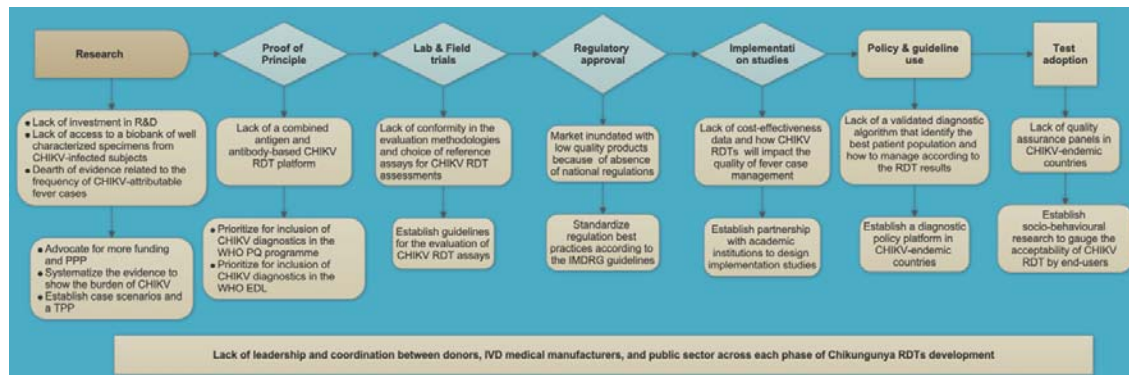 Research
Proof of
Principle
Lab & Field
trials
Regulatory
approval
Implementati
on studies
Policy & guideline
use
Test
adoption
● Lack of investment in R&D
● Lack of access to a biobank of well
characterized specimens from
CHIKV-infected subjects
● Dearth of evidence related to the
frequency of CHIKV-attributable
fever cases
Lack of a combined
antigen and
antibody-based CHIKV
RDT platform
Lack of conformity in the
evaluation methodologies
and choice of reference
assays for CHIKV RDT
assessments
Market inundated with
low quality products
because of absence
of national regulations
Lack of cost-effectiveness
data and how CHIKV
RDTs will impact the
quality of fever case
management
Lack of a validated diagnostic
algorithm that identify the
best patient population and
how to manage according to
the RDT results
Lack of quality
assurance panels in
CHIKV-endemic
countries
● Advocate for more funding
and PPP
● Systematize the evidence to
show the burden of CHIKV
● Establish case scenarios and
a TPP
● Prioritize for inclusion of
CHIKV diagnostics in the
WHO PQ programme
● Prioritize for inclusion of
CHIKV diagnostics in the
WHO EDL
Establish guidelines
for the evaluation of
CHIKV RDT assays
Standardize
regulation best
practices according to
the IMDRG guidelines
Establish partnership
with academic
institutions to design
implementation studies
Establish a diagnostic
policy platform in
CHIKV-endemic
countries
Establish
socio-behavioural
research to gauge the
acceptability of CHIKV
RDT by end-users
Lack of leadership and coordination between donors, IVD medical manufacturers, and public sector across each phase of Chikungunya RDTs development